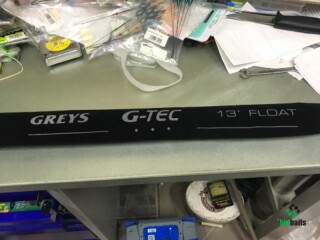 GREYS G-TEC 13' FLOAT